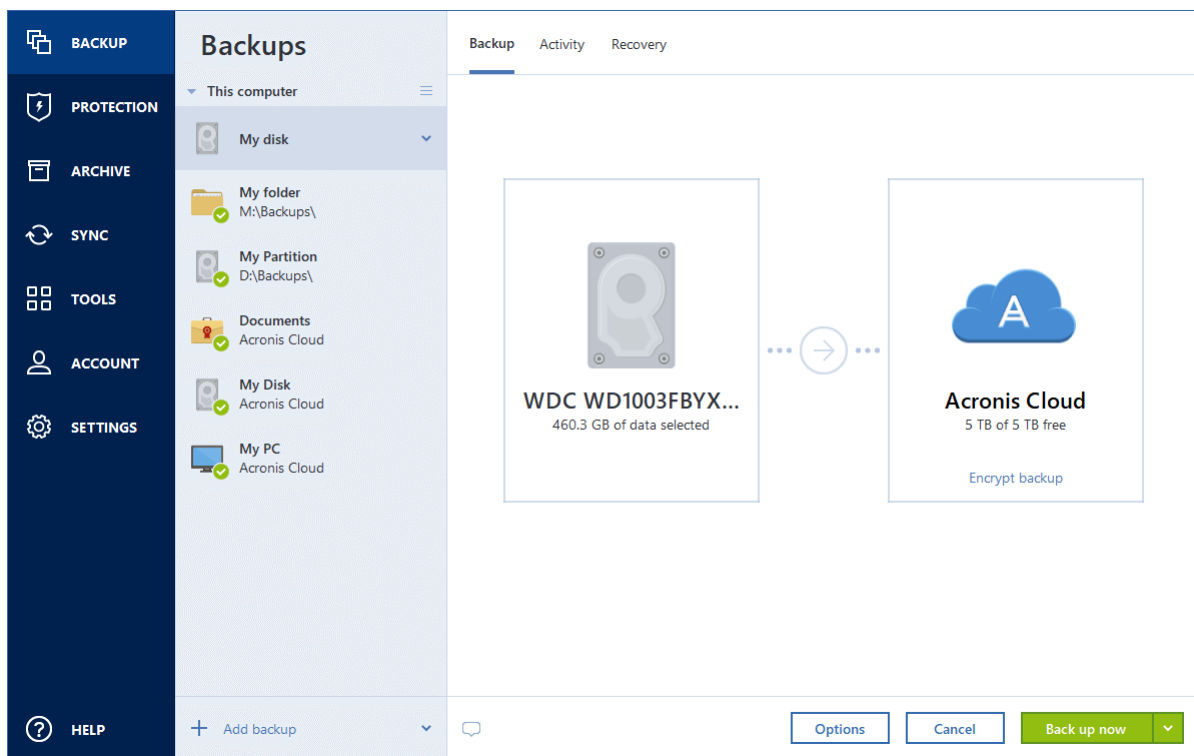 BACKUP
PROTECTION
ARCHIVE
SYNC
TOOLS
ACCOUNT
SETTINGS
HELP
Backups
This computer
My disk
My folder
M:\Backups\
My Partition
D:\Backups\
Documents
Acronis Cloud
My Disk
Acronis Cloud
My PC
Acronis Cloud
Add backup
Backup Activity Recovery
WDC WD1003FBYX...
460.3 GB of data selected
Acronis Cloud
5 TB of 5 TB free
Encrypt backup
Options Cancel Back up now